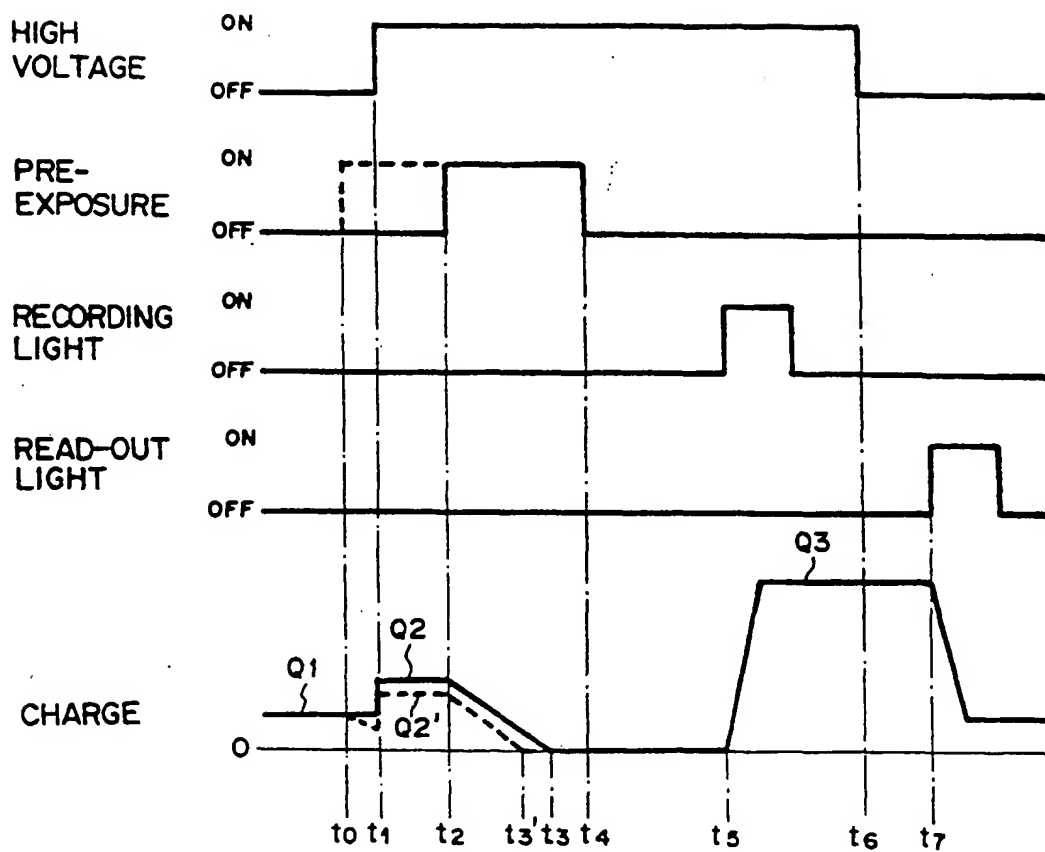 HIGH
VOLTAGE
ON
OFF
PRE-
EXPOSURE
ON
OFF
RECORDING
LIGHT
ON
OFF
READ-OUT
LIGHT
ON
OFF
CHARGE
Q1
Q2
Q2'
Q3
0
t0 t1 t2 t3' t3 t4 t5 t6 t7